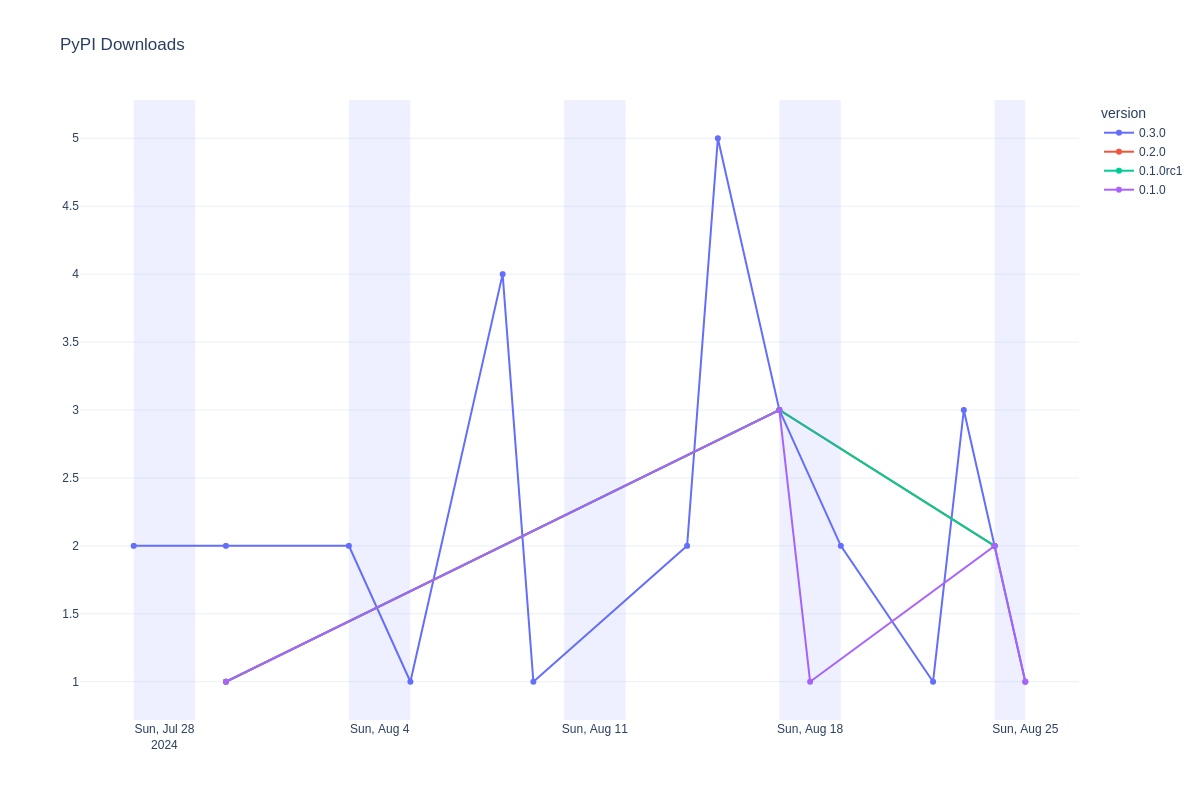 PyPI Downloads
version
0.3.0
0.2.0
0.1.0rc1
0.1.0
5
4.5
4
3.5
3
2.5
2
1.5
1
Sun, Jul 28
2024
Sun, Aug 4
Sun, Aug 11
Sun, Aug 18
Sun, Aug 25